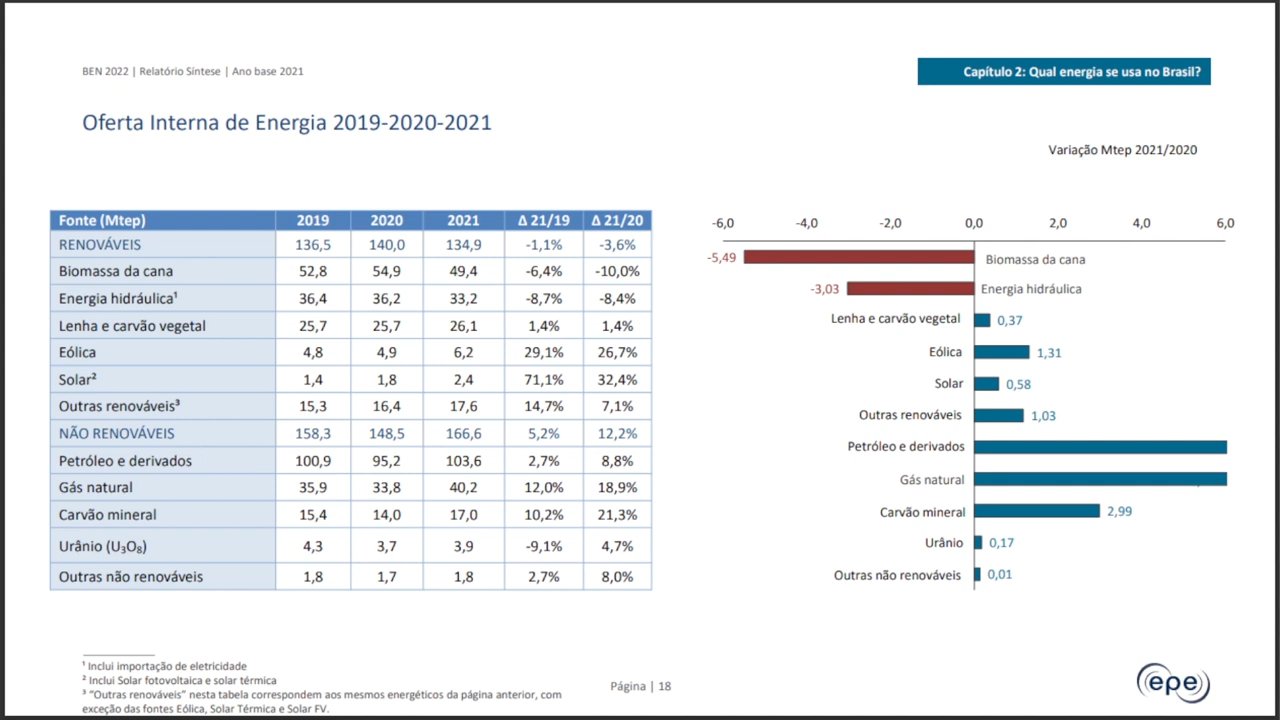 BEN 2022 | Relatório Síntese | Ano base 2021
Capítulo 2: Qual energia se usa no Brasil?
Oferta Interna de Energia 2019-2020-2021
Variação Mtep 2021/2020
Fonte (Mtep) 2019 2020 2021 Δ 21/19 Δ 21/20
RENOVÁVEIS 136,5 140,0 134,9 -1,1% -3,6%
Biomassa da cana 52,8 54,9 49,4 -6,4% -10,0%
Energia hidráulica¹ 36,4 36,2 33,2 -8,7% -8,4%
Lenha e carvão vegetal 25,7 25,7 26,1 1,4% 1,4%
Eólica 4,8 4,9 6,2 29,1% 26,7%
Solar² 1,4 1,8 2,4 71,1% 32,4%
Outras renováveis³ 15,3 16,4 17,6 14,7% 7,1%
NÃO RENOVÁVEIS 158,3 148,5 166,6 5,2% 12,2%
Petróleo e derivados 100,9 95,2 103,6 2,7% 8,8%
Gás natural 35,9 33,8 40,2 12,0% 18,9%
Carvão mineral 15,4 14,0 17,0 10,2% 21,3%
Urânio (U₃O₈) 4,3 3,7 3,9 -9,1% 4,7%
Outras não renováveis 1,8 1,7 1,8 2,7% 8,0%
-6,0 -4,0 -2,0 0,0 2,0 4,0 6,0
-5,49 Biomassa da cana
-3,03 Energia hidráulica
Lenha e carvão vegetal 0,37
Eólica 1,31
Solar 0,58
Outras renováveis 1,03
Petróleo e derivados
Gás natural
Carvão mineral 2,99
Urânio 0,17
Outras não renováveis 0,01
¹ Inclui importação de eletricidade
² Inclui Solar fotovoltaica e solar térmica
³ "Outras renováveis" nesta tabela correspondem aos mesmos energéticos da página anterior, com
exceção das fontes Eólica, Solar Térmica e Solar FV.
Página | 18
epe